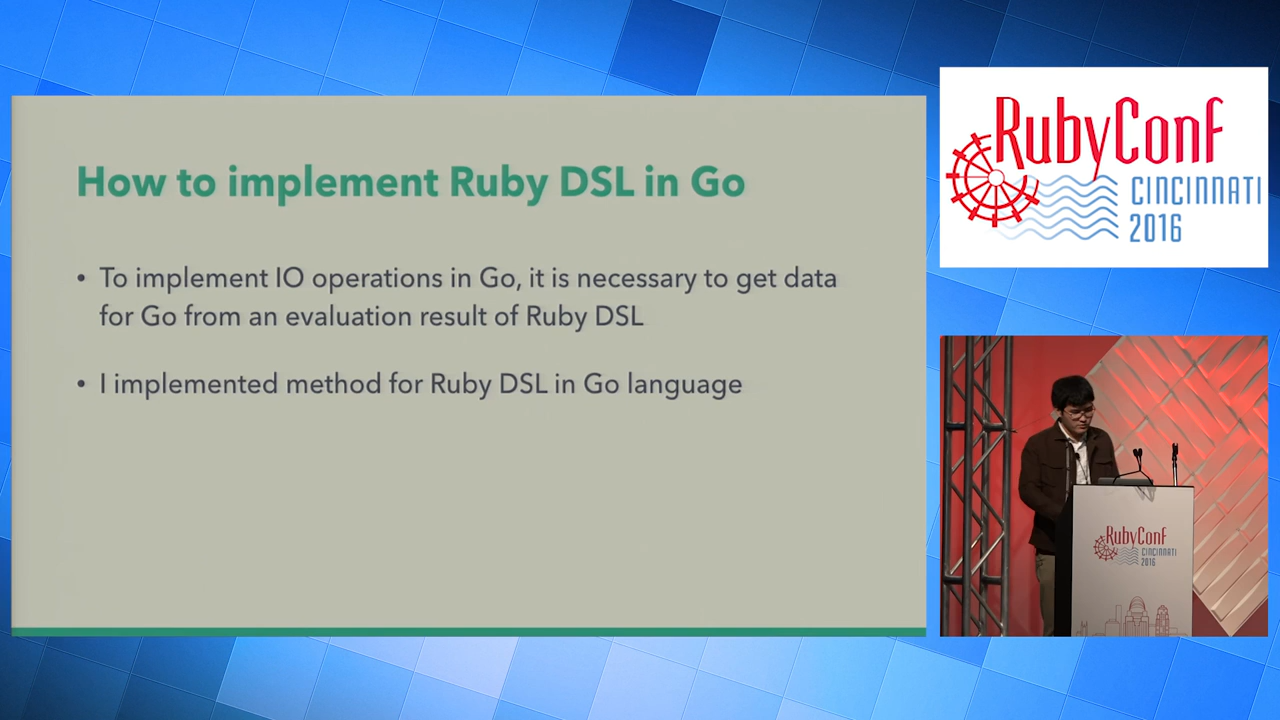 How to implement Ruby DSL in Go
• To implement IO operations in Go, it is necessary to get data
for Go from an evaluation result of Ruby DSL
• I implemented method for Ruby DSL in Go language
RubyConf
CINCINNATI
2016
RubyConf
CINCINNATI
2016